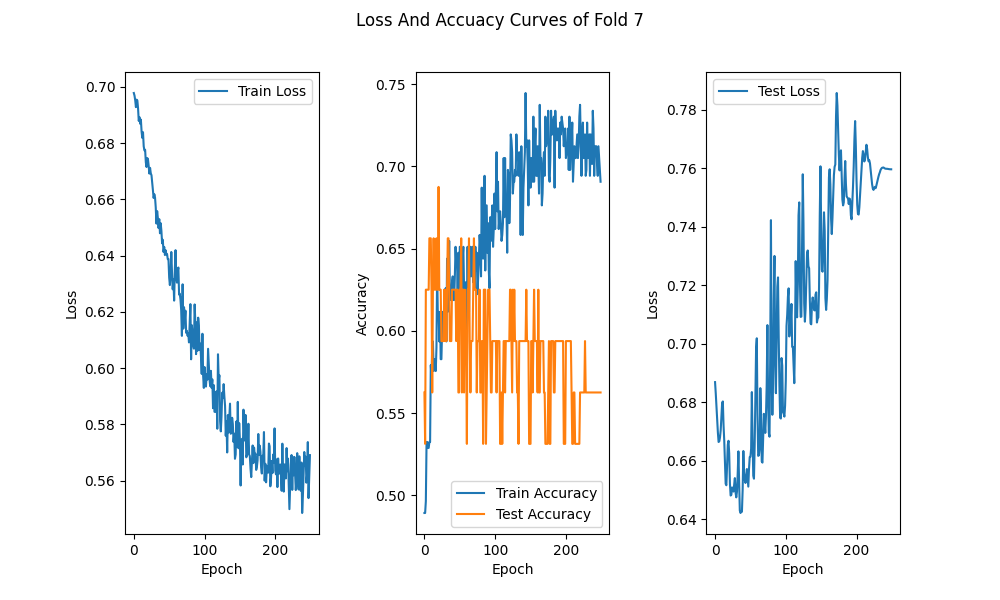 Loss And Accuacy Curves of Fold 7
Train Loss
0.70
0.68
0.66
0.64
0.62
0.60
0.58
0.56
Loss
0 100 200
Epoch
0.75
0.70
0.65
0.60
0.55
0.50
Accuracy
Train Accuracy
Test Accuracy
0 100 200
Epoch
Test Loss
0.78
0.76
0.74
0.72
0.70
0.68
0.66
0.64
Loss
0 100 200
Epoch